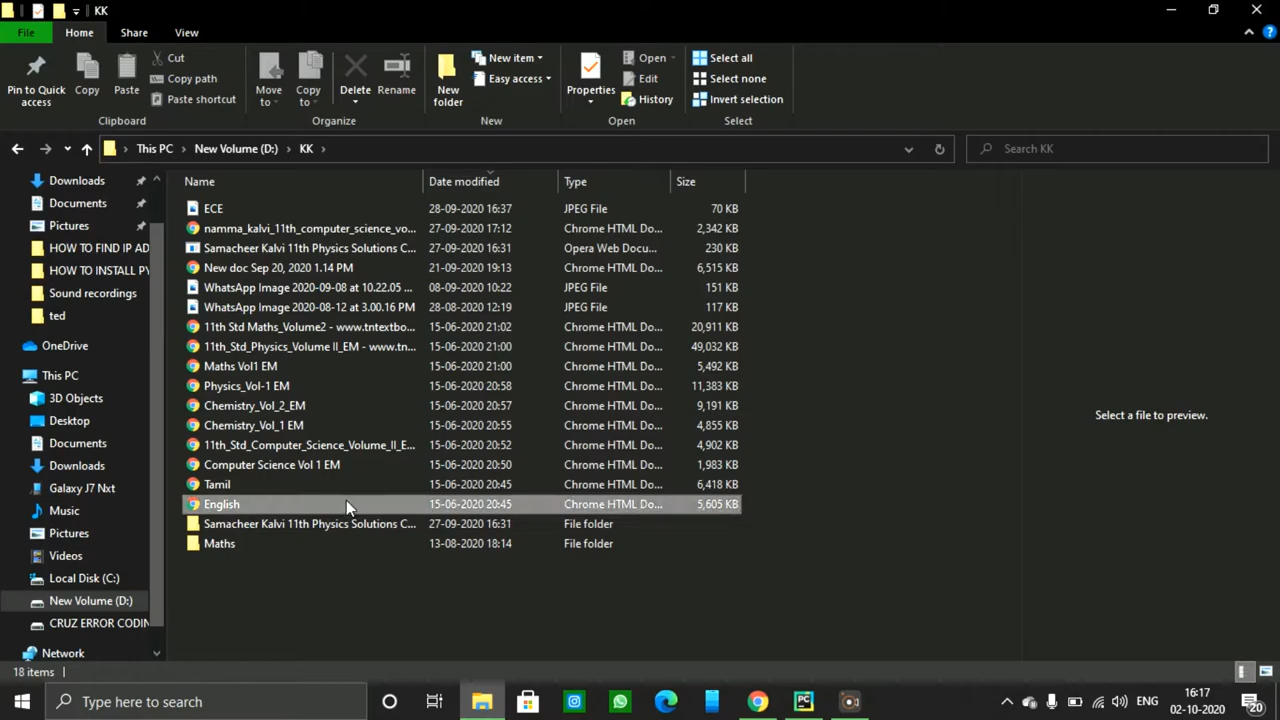 KK
File Home Share View
Pin to Quick access
Copy
Paste
Cut
Copy path
Paste shortcut
Clipboard
Move to
Copy to
Delete
Rename
Organize
New folder
New item
Easy access
New
Properties
Open
Edit
History
Open
Select all
Select none
Invert selection
Select
This PC > New Volume (D:) > KK >
Search KK
Downloads
Documents
Pictures
HOW TO FIND IP AD
HOW TO INSTALL PY
Sound recordings
ted
OneDrive
This PC
3D Objects
Desktop
Documents
Downloads
Galaxy J7 Nxt
Music
Pictures
Videos
Local Disk (C:)
New Volume (D:)
CRUZ ERROR CODIN
Network
Name Date modified Type Size
ECE 28-09-2020 16:37 JPEG File 70 KB
namma_kalvi_11th_computer_science_vo... 27-09-2020 17:12 Chrome HTML Do... 2,342 KB
Samacheer Kalvi 11th Physics Solutions C... 27-09-2020 16:31 Opera Web Docu... 230 KB
New doc Sep 20, 2020 1.14 PM 21-09-2020 19:13 Chrome HTML Do... 6,515 KB
WhatsApp Image 2020-09-08 at 10.22.05 ... 08-09-2020 10:22 JPEG File 151 KB
WhatsApp Image 2020-08-12 at 3.00.16 PM 28-08-2020 12:19 JPEG File 117 KB
11th Std Maths_Volume2 - www.tntextbo... 15-06-2020 21:02 Chrome HTML Do... 20,911 KB
11th_Std_Physics_Volume II_EM - www.tn... 15-06-2020 21:00 Chrome HTML Do... 49,032 KB
Maths Vol1 EM 15-06-2020 21:00 Chrome HTML Do... 5,492 KB
Physics_Vol-1 EM 15-06-2020 20:58 Chrome HTML Do... 11,383 KB
Chemistry_Vol_2_EM 15-06-2020 20:57 Chrome HTML Do... 9,191 KB
Chemistry_Vol_1 EM 15-06-2020 20:55 Chrome HTML Do... 4,855 KB
11th_Std_Computer_Science_Volume_II_E... 15-06-2020 20:52 Chrome HTML Do... 4,902 KB
Computer Science Vol 1 EM 15-06-2020 20:50 Chrome HTML Do... 1,983 KB
Tamil 15-06-2020 20:45 Chrome HTML Do... 6,418 KB
English 15-06-2020 20:45 Chrome HTML Do... 5,605 KB
Samacheer Kalvi 11th Physics Solutions C... 27-09-2020 16:31 File folder
Maths 13-08-2020 18:14 File folder
Select a file to preview.
18 items
Type here to search
ENG
16:17
02-10-2020
20